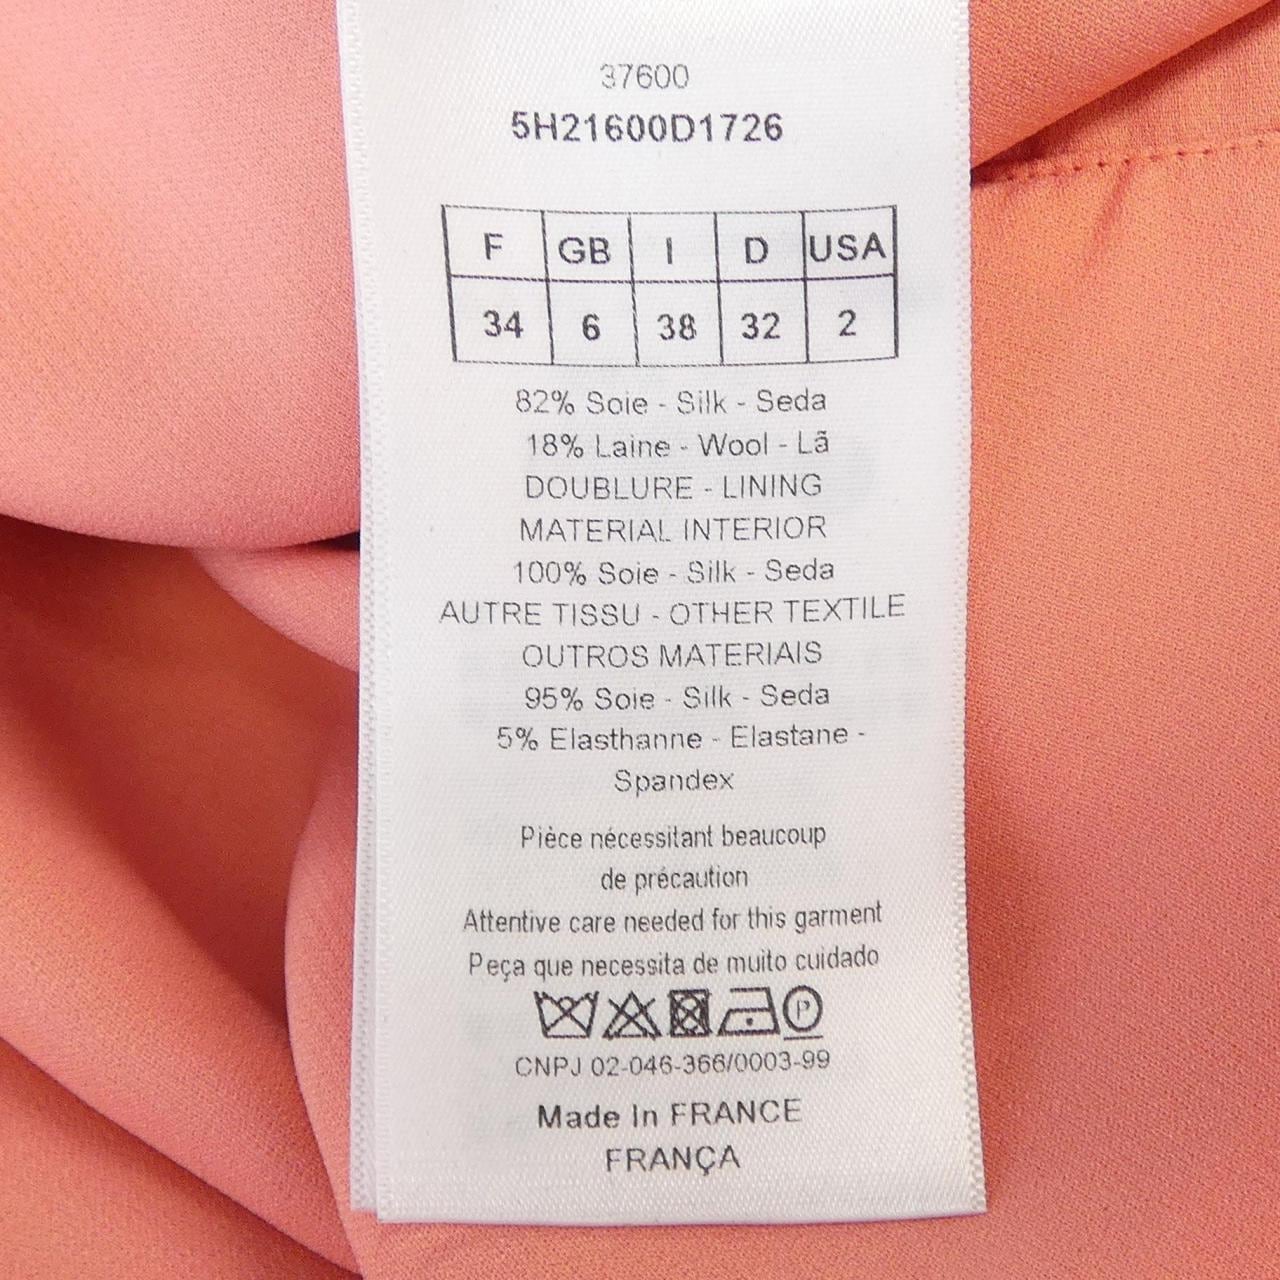 37600
5H21600D1726
F GB I D USA
34 6 38 32 2
82% Soie - Silk - Seda
18% Laine - Wool - Lã
DOUBLURE - LINING
MATERIAL INTERIOR
100% Soie - Silk - Seda
AUTRE TISSU - OTHER TEXTILE
OUTROS MATERIAIS
95% Soie - Silk - Seda
5% Elasthanne - Elastane -
Spandex
Pièce nécessitant beaucoup
de précaution
Attentive care needed for this garment
Peça que necessita de muito cuidado
P
CNPJ 02-046-366/0003-99
Made In FRANCE
FRANÇA